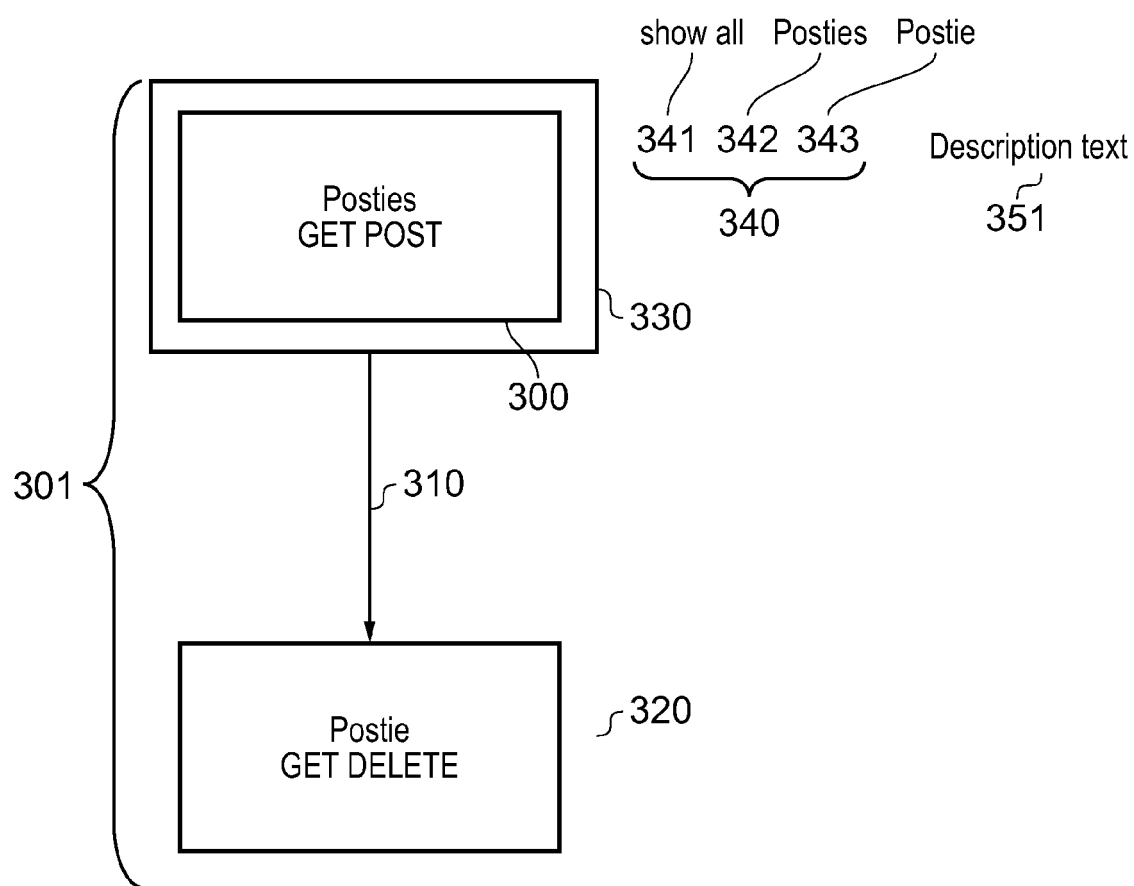 show all Posties Postie
341 342 343
Description text
340
351
Posties
GET POST
330
300
301
310
320
Postie
GET DELETE